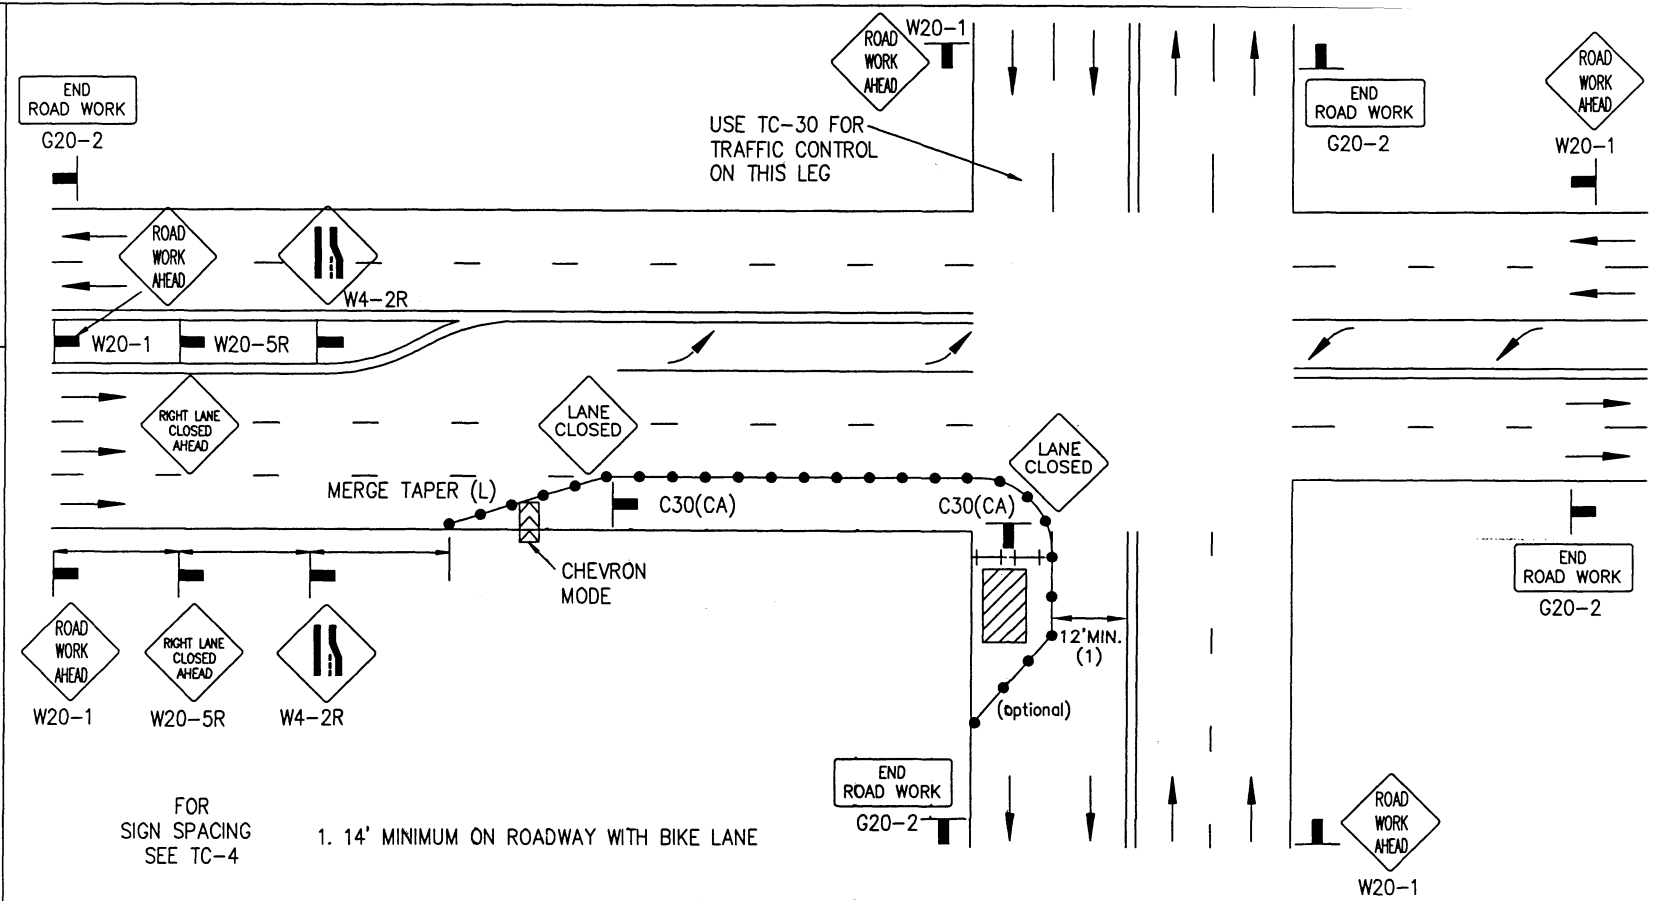 ROAD
WORK
AHEAD
W20-1
END
ROAD WORK
G20-2
END
ROAD WORK
G20-2
ROAD
WORK
AHEAD
W20-1
USE TC-30 FOR
TRAFFIC CONTROL
ON THIS LEG
ROAD
WORK
AHEAD
W4-2R
W20-1
W20-5R
RIGHT LANE
CLOSED
AHEAD
LANE
CLOSED
LANE
CLOSED
MERGE TAPER (L)
C30(CA)
C30(CA)
CHEVRON
MODE
END
ROAD WORK
G20-2
ROAD
WORK
AHEAD
W20-1
RIGHT LANE
CLOSED
AHEAD
W20-5R
W4-2R
12'MIN.
(1)
(optional)
END
ROAD WORK
G20-2
ROAD
WORK
AHEAD
W20-1
FOR
SIGN SPACING
SEE TC-4
1. 14' MINIMUM ON ROADWAY WITH BIKE LANE